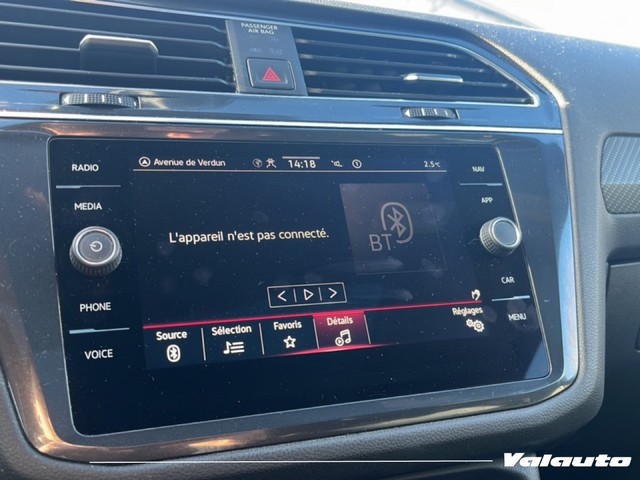 PASSENGER
AIR BAG
RADIO
MEDIA
PHONE
VOICE
Avenue de Verdun
14:18
2.5°C
L'appareil n'est pas connecté.
BT
Source
Sélection
Favoris
Détails
Réglages
NAV
APP
CAR
MENU
Valauto